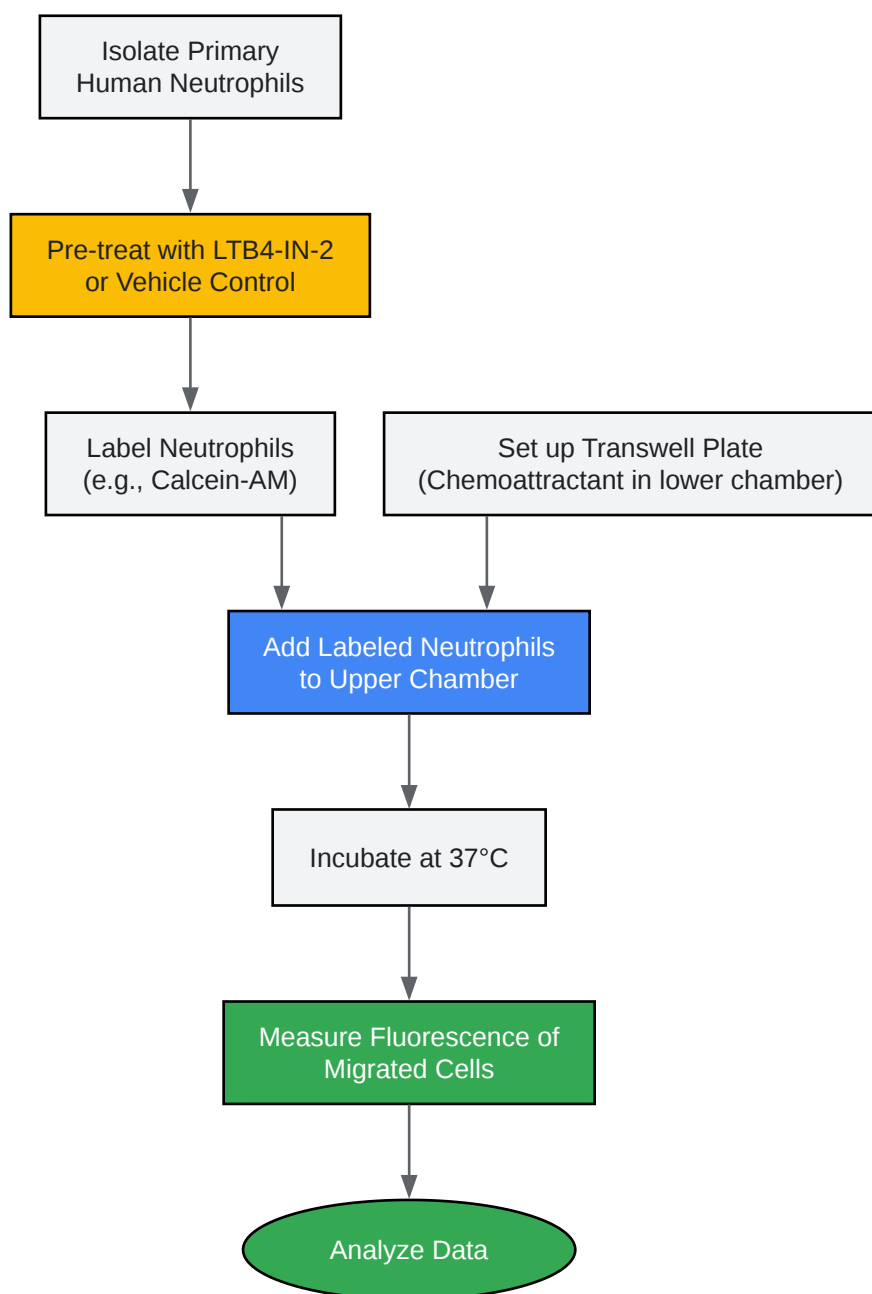 Isolate Primary
Human Neutrophils
Pre-treat with LTB4-IN-2
or Vehicle Control
Label Neutrophils
(e.g., Calcein-AM)
Set up Transwell Plate
(Chemoattractant in lower chamber)
Add Labeled Neutrophils
to Upper Chamber
Incubate at 37°C
Measure Fluorescence of
Migrated Cells
Analyze Data